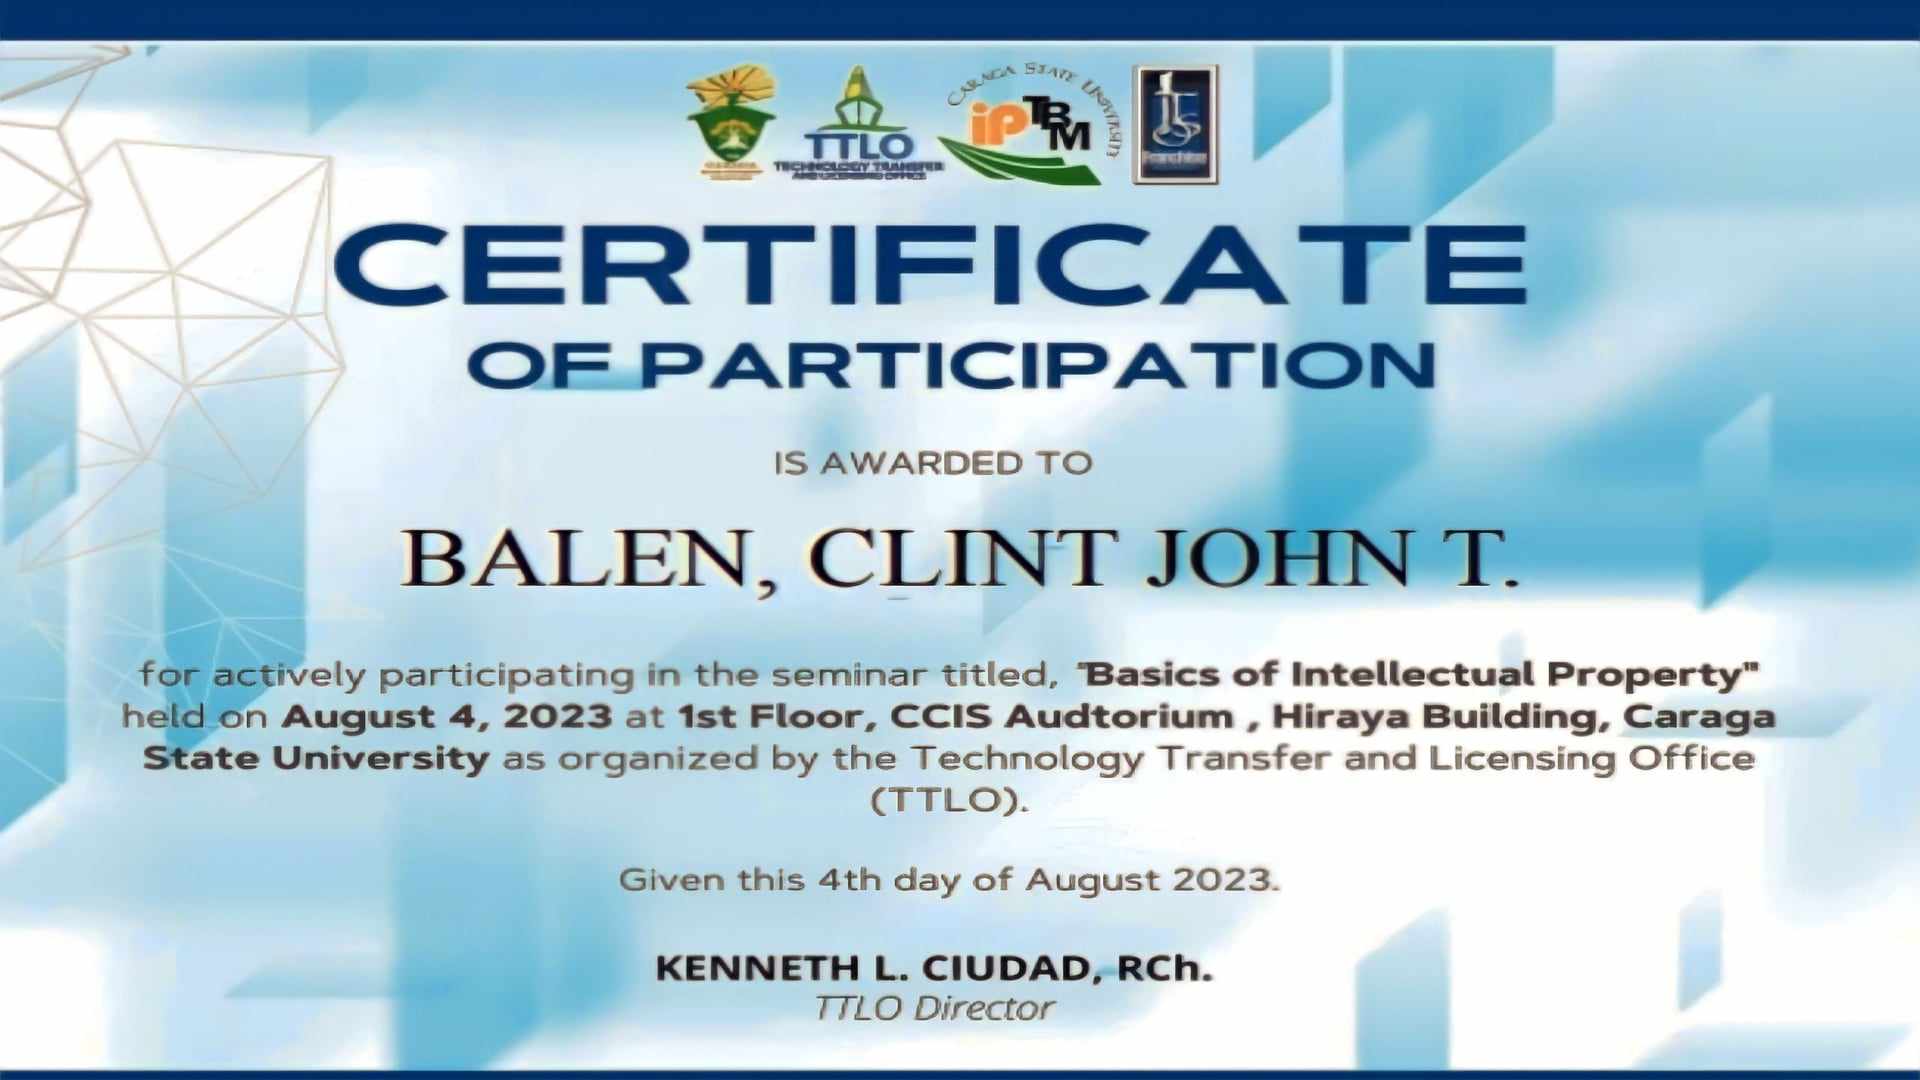 CARAGA STATE UNIVERSITY
TTLO
TECHNOLOGY TRANSFER
AND LICENSING OFFICE
iP TBM
Franchise
CERTIFICATE
OF PARTICIPATION
IS AWARDED TO
BALEN, CLINT JOHN T.
for actively participating in the seminar titled, "Basics of Intellectual Property"
held on August 4, 2023 at 1st Floor, CCIS Audtorium , Hiraya Building, Caraga
State University as organized by the Technology Transfer and Licensing Office
(TTLO).
Given this 4th day of August 2023.
KENNETH L. CIUDAD, RCh.
TTLO Director